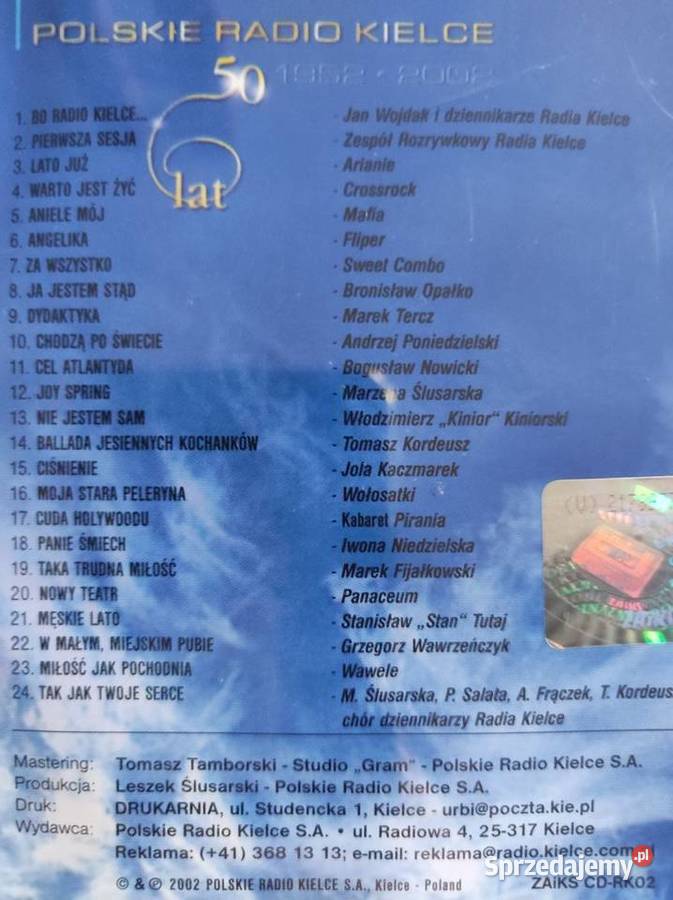 POLSKIE RADIO KIELCE
50 1952 • 2002
lat
1. BO RADIO KIELCE... - Jan Wojdak i dziennikarze Radia Kielce
2. PIERWSZA SESJA - Zespół Rozrywkowy Radia Kielce
3. LATO JUŻ - Arianie
4. WARTO JEST ŻYĆ - Crossrock
5. ANIELE MÓJ - Mafia
6. ANGELIKA - Fliper
7. ZA WSZYSTKO - Sweet Combo
8. JA JESTEM STĄD - Bronisław Opałko
9. DYDAKTYKA - Marek Tercz
10. CHODZĄ PO ŚWIECIE - Andrzej Poniedzielski
11. CEL ATLANTYDA - Bogusław Nowicki
12. JOY SPRING - Marzena Ślusarska
13. NIE JESTEM SAM - Włodzimierz „Kinior" Kiniorski
14. BALLADA JESIENNYCH KOCHANKÓW - Tomasz Kordeusz
15. CIŚNIENIE - Jola Kaczmarek
16. MOJA STARA PELERYNA - Wołosatki
17. CUDA HOLYWOODU - Kabaret Pirania
18. PANIE ŚMIECH - Iwona Niedzielska
19. TAKA TRUDNA MIŁOŚĆ - Marek Fijałkowski
20. NOWY TEATR - Panaceum
21. MĘSKIE LATO - Stanisław „Stan" Tutaj
22. W MAŁYM, MIEJSKIM PUBIE - Grzegorz Wawrzeńczyk
23. MIŁOŚĆ JAK POCHODNIA - Wawele
24. TAK JAK TWOJE SERCE - M. Ślusarska, P. Salata, A. Frączek, T. Kordeus
chór dziennikarzy Radia Kielce
Mastering: Tomasz Tamborski - Studio „Gram" - Polskie Radio Kielce S.A.
Produkcja: Leszek Ślusarski - Polskie Radio Kielce S.A.
Druk: DRUKARNIA, ul. Studencka 1, Kielce - urbi@poczta.kie.pl
Wydawca: Polskie Radio Kielce S.A. • ul. Radiowa 4, 25-317 Kielce
Reklama: (+41) 368 13 13; e-mail: reklama@radio.kielce.com.pl
Sprzedajemy.pl
© & ℗ 2002 POLSKIE RADIO KIELCE S.A., Kielce - Poland ZAiKS CD-RK02